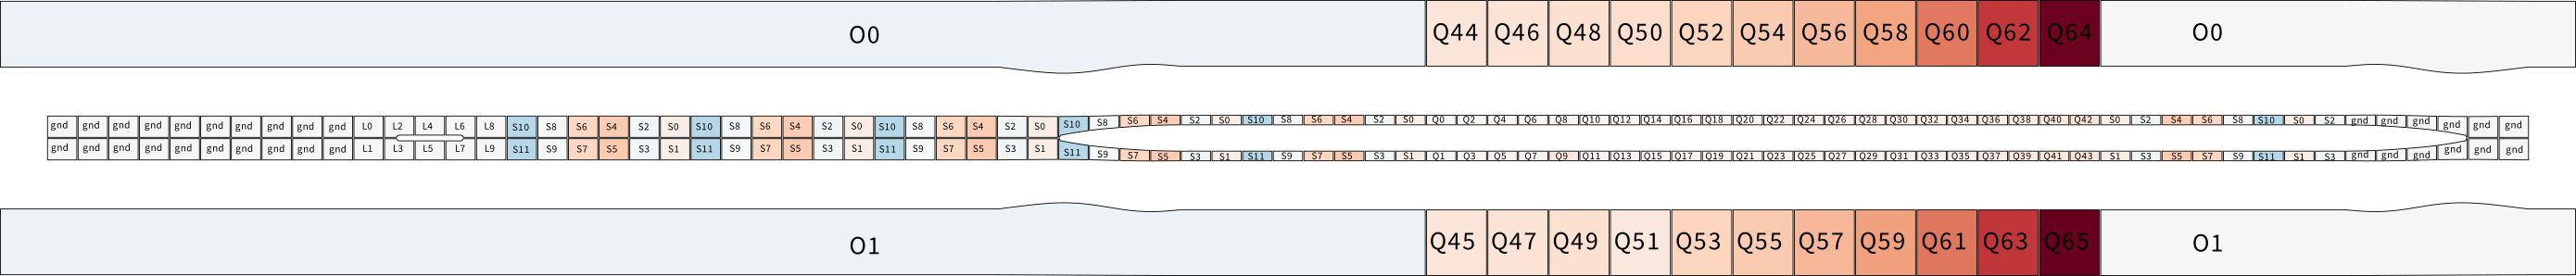 O0 Q44 Q46 Q48 Q50 Q52 Q54 Q56 Q58 Q60 Q62 Q64 O0
gnd gnd gnd gnd gnd gnd gnd gnd gnd gnd L0 L2 L4 L6 L8 S10 S8 S6 S4 S2 S0 S10 S8 S6 S4 S2 S0 S10 S8 S6 S4 S2 S0 S10 S8 S6 S4 S2 S0 S10 S8 S6 S4 S2 S0 Q0 Q2 Q4 Q6 Q8 Q10 Q12 Q14 Q16 Q18 Q20 Q22 Q24 Q26 Q28 Q30 Q32 Q34 Q36 Q38 Q40 Q42 S0 S2 S4 S6 S8 S10 S0 S2 gnd gnd gnd gnd gnd gnd
gnd gnd gnd gnd gnd gnd gnd gnd gnd gnd L1 L3 L5 L7 L9 S11 S9 S7 S5 S3 S1 S11 S9 S7 S5 S3 S1 S11 S9 S7 S5 S3 S1 S11 S9 S7 S5 S3 S1 S11 S9 S7 S5 S3 S1 Q1 Q3 Q5 Q7 Q9 Q11 Q13 Q15 Q17 Q19 Q21 Q23 Q25 Q27 Q29 Q31 Q33 Q35 Q37 Q39 Q41 Q43 S1 S3 S5 S7 S9 S11 S1 S3 gnd gnd gnd gnd gnd gnd
O1 Q45 Q47 Q49 Q51 Q53 Q55 Q57 Q59 Q61 Q63 Q65 O1